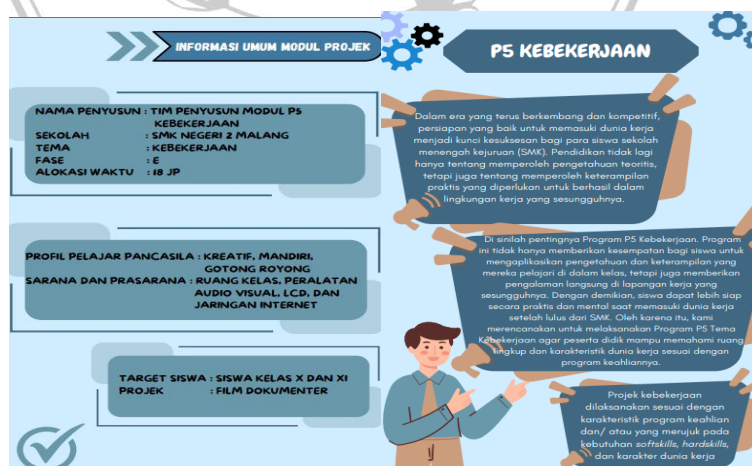 INFORMASI UMUM MODUL PROJEK
NAMA PENYUSUN : TIM PENYUSUN MODUL P5
KEBEKERJAAN
SEKOLAH : SMK NEGERI 2 MALANG
TEMA : KEBEKERJAAN
FASE : E
ALOKASI WAKTU : 18 JP
PROFIL PELAJAR PANCASILA : KREATIF, MANDIRI,
GOTONG ROYONG
SARANA DAN PRASARANA : RUANG KELAS, PERALATAN
AUDIO VISUAL, LCD, DAN
JARINGAN INTERNET
TARGET SISWA : SISWA KELAS X DAN XI
PROJEK : FILM DOKUMENTER
P5 KEBEKERJAAN
Dalam era yang terus berkembang dan kompetitif,
persiapan yang baik untuk memasuki dunia kerja
menjadi kunci kesuksesan bagi para siswa sekolah
menengah kejuruan (SMK). Pendidikan tidak lagi
hanya tentang memperoleh pengetahuan teoritis,
tetapi juga tentang memperoleh keterampilan
praktis yang diperlukan untuk berhasil dalam
lingkungan kerja yang sesungguhnya.
Di sinilah pentingnya Program P5 Kebekerjaan. Program
ini tidak hanya memberikan kesempatan bagi siswa untuk
mengaplikasikan pengetahuan dan keterampilan yang
mereka pelajari di dalam kelas, tetapi juga memberikan
pengalaman langsung di lapangan kerja yang
sesungguhnya. Dengan demikian, siswa dapat lebih siap
secara praktis dan mental saat memasuki dunia kerja
setelah lulus dari SMK. Oleh karena itu, kami
merencanakan untuk melaksanakan Program P5 Tema
Kebekerjaan agar peserta didik mampu memahami ruang
lingkup dan karakteristik dunia kerja sesuai dengan
program keahliannya.
Projek kebekerjaan
dilaksanakan sesuai dengan
karakteristik program keahlian
dan/ atau yang merujuk pada
kebutuhan softskills, hardskills,
dan karakter dunia kerja